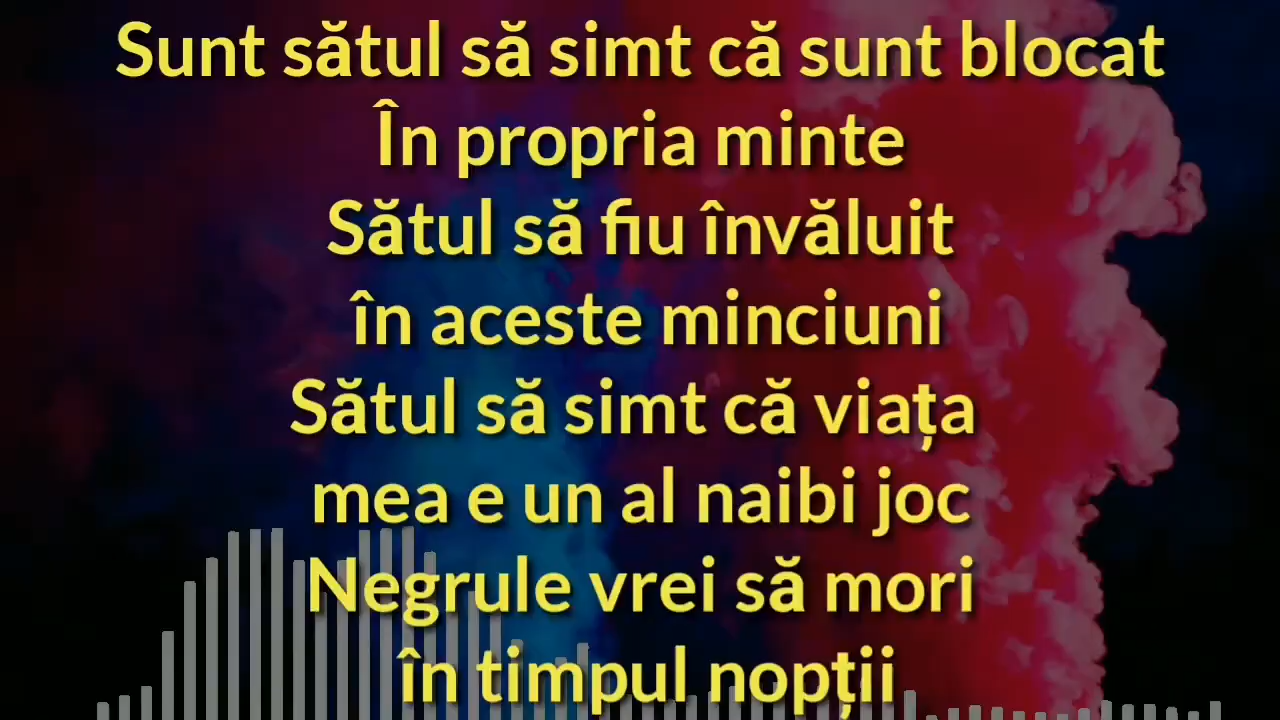 Sunt sătul să simt că sunt blocat
În propria minte
Sătul să fiu învăluit
în aceste minciuni
Sătul să simt că viața
mea e un al naibi joc
Negrule vrei să mori
în timpul nopții